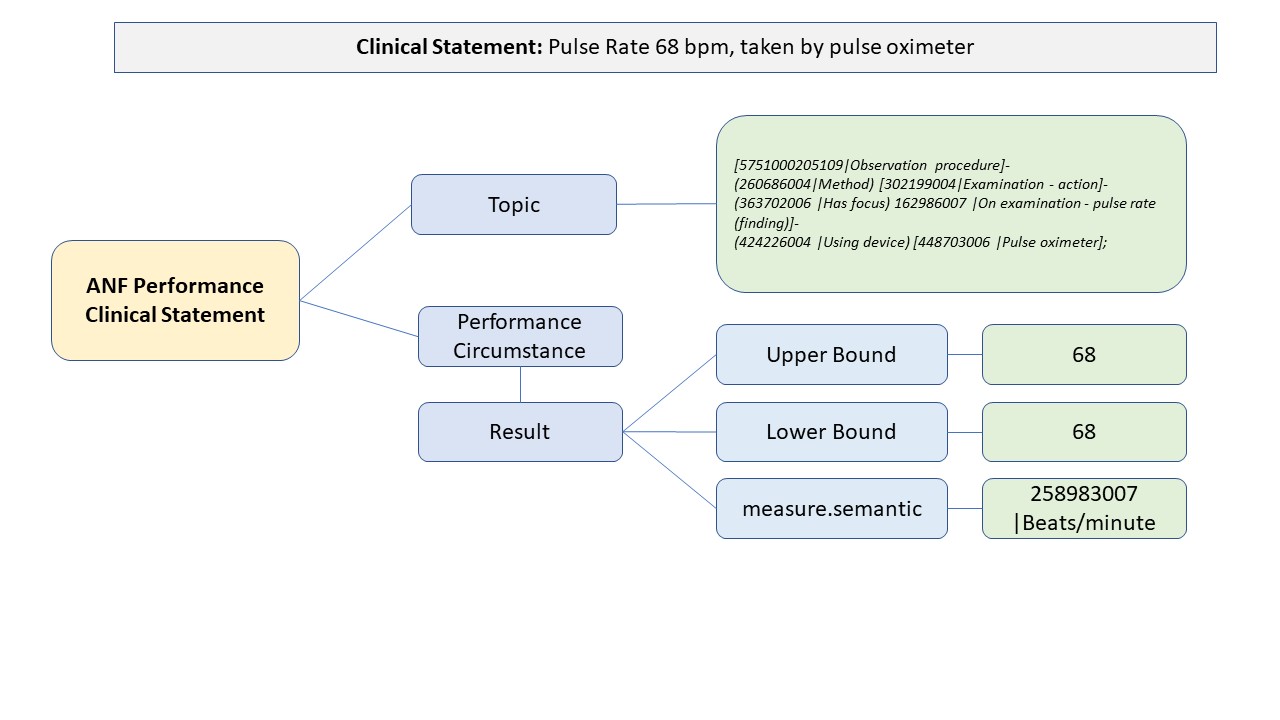 Clinical Statement: Pulse Rate 68 bpm, taken by pulse oximeter
[5751000205109|Observation procedure]-
(260686004|Method) [302199004|Examination - action]-
(363702006 |Has focus) 162986007 |On examination - pulse rate
(finding)]-
(424226004 |Using device) [448703006 |Pulse oximeter];
Topic
ANF Performance
Clinical Statement
Performance
Circumstance
Upper Bound
68
Result
Lower Bound
68
measure.semantic
258983007
|Beats/minute